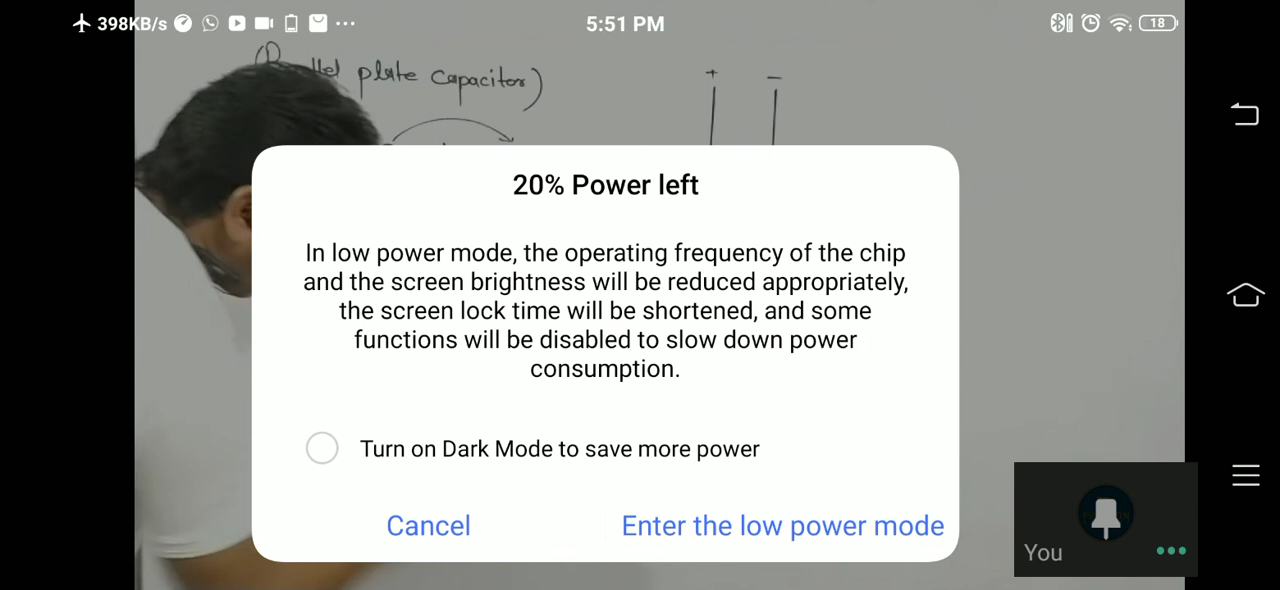 398KB/s
5:51 PM
18
plate Capacitor)
+ −
20% Power left
In low power mode, the operating frequency of the chip
and the screen brightness will be reduced appropriately,
the screen lock time will be shortened, and some
functions will be disabled to slow down power
consumption.
Turn on Dark Mode to save more power
Cancel
Enter the low power mode
You